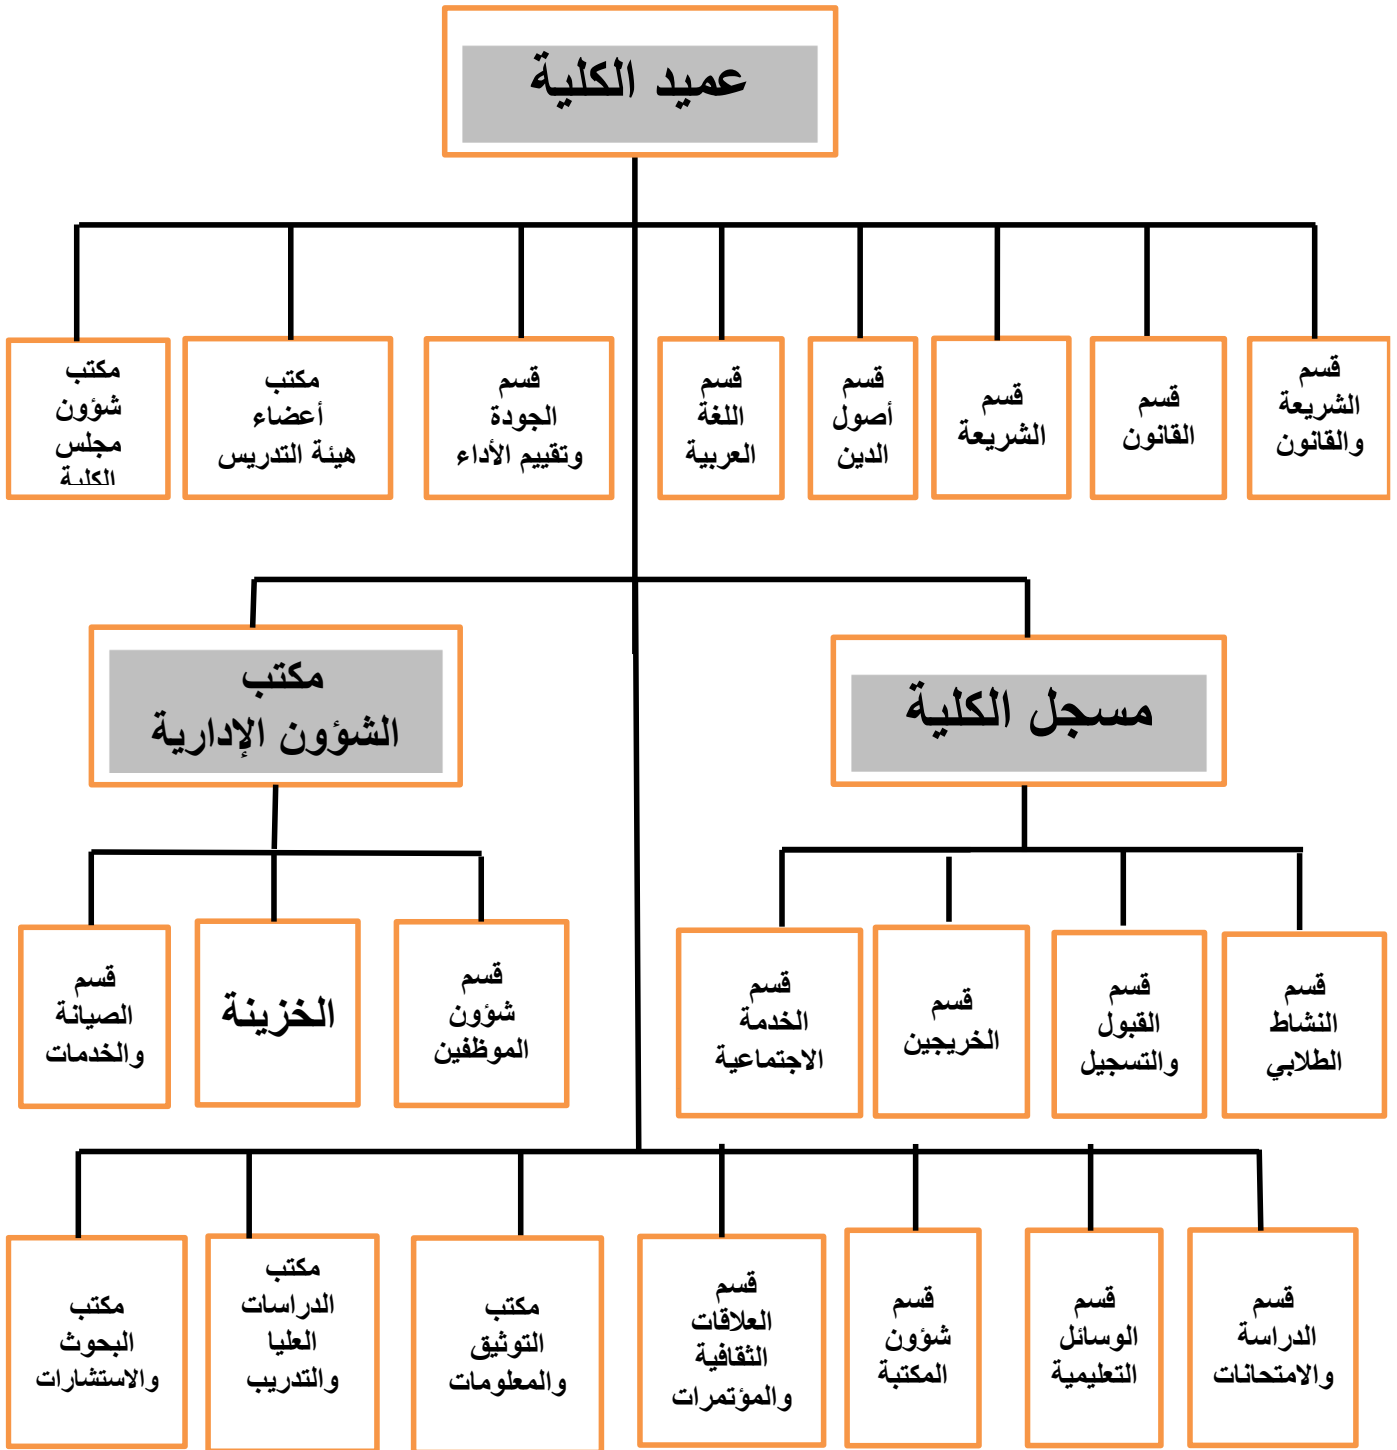 عميد الكلية
قسم
الشريعة
والقانون
قسم
القانون
قسم
الشريعة
قسم
أصول
الدين
قسم
اللغة
العربية
قسم
الجودة
وتقييم الأداء
مكتب
أعضاء
هيئة التدريس
مكتب
شؤون
مجلس
الكلية
مسجل الكلية
مكتب
الشؤون الإدارية
قسم
النشاط
الطلابي
قسم
القبول
والتسجيل
قسم
الخريجين
قسم
الخدمة
الاجتماعية
قسم
شؤون
الموظفين
الخزينة
قسم
الصيانة
والخدمات
قسم
الدراسة
والامتحانات
قسم
الوسائل
التعليمية
قسم
شؤون
المكتبة
قسم
العلاقات
الثقافية
والمؤتمرات
مكتب
التوثيق
والمعلومات
مكتب
الدراسات
العليا
والتدريب
مكتب
البحوث
والاستشارات